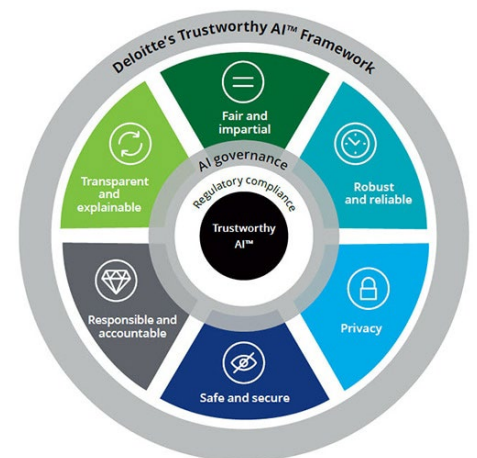 Deloitte's Trustworthy AI™ Framework
Fair and
impartial
Robust
and reliable
Privacy
Safe and secure
Responsible and
accountable
Transparent
and
explainable
AI governance
Regulatory compliance
Trustworthy
AI™